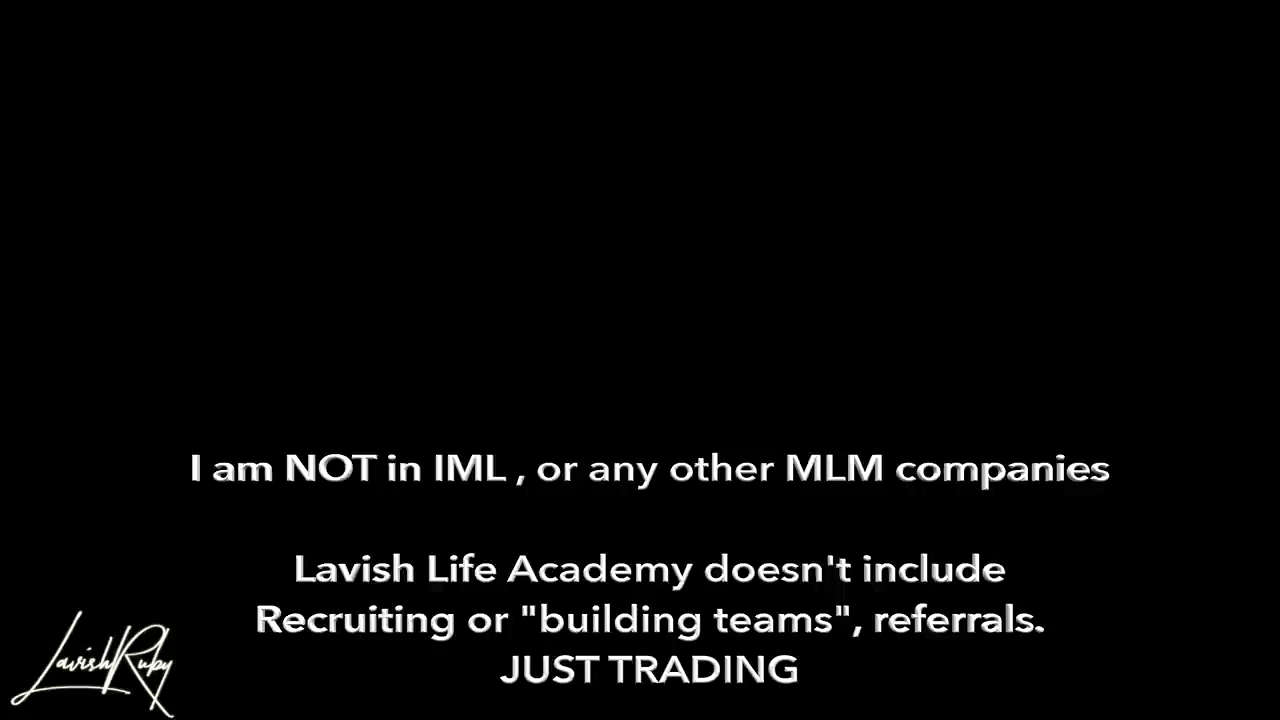 I am NOT in IML , or any other MLM companies
Lavish Life Academy doesn't include
Recruiting or "building teams", referrals.
JUST TRADING
LavishRuby